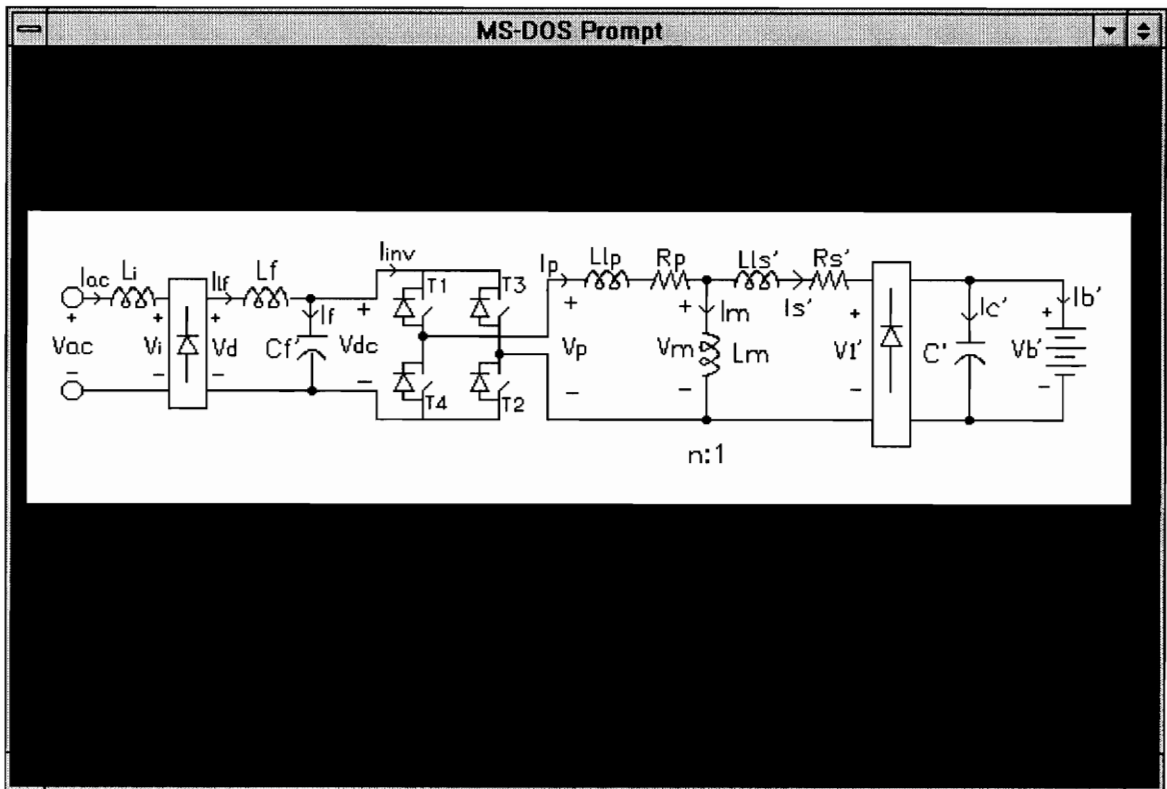 MS-DOS Prompt
Iac Li Ilf Lf Iinv T1 T3 Ip Llp Rp Lls' Rs'
+ Vac - + Vi - + Vd - If Cf' + Vdc - T4 T2 + Vp - + Vm - Im Lm Is' + V1' - Ic' C' Ib' + Vb' -
n:1